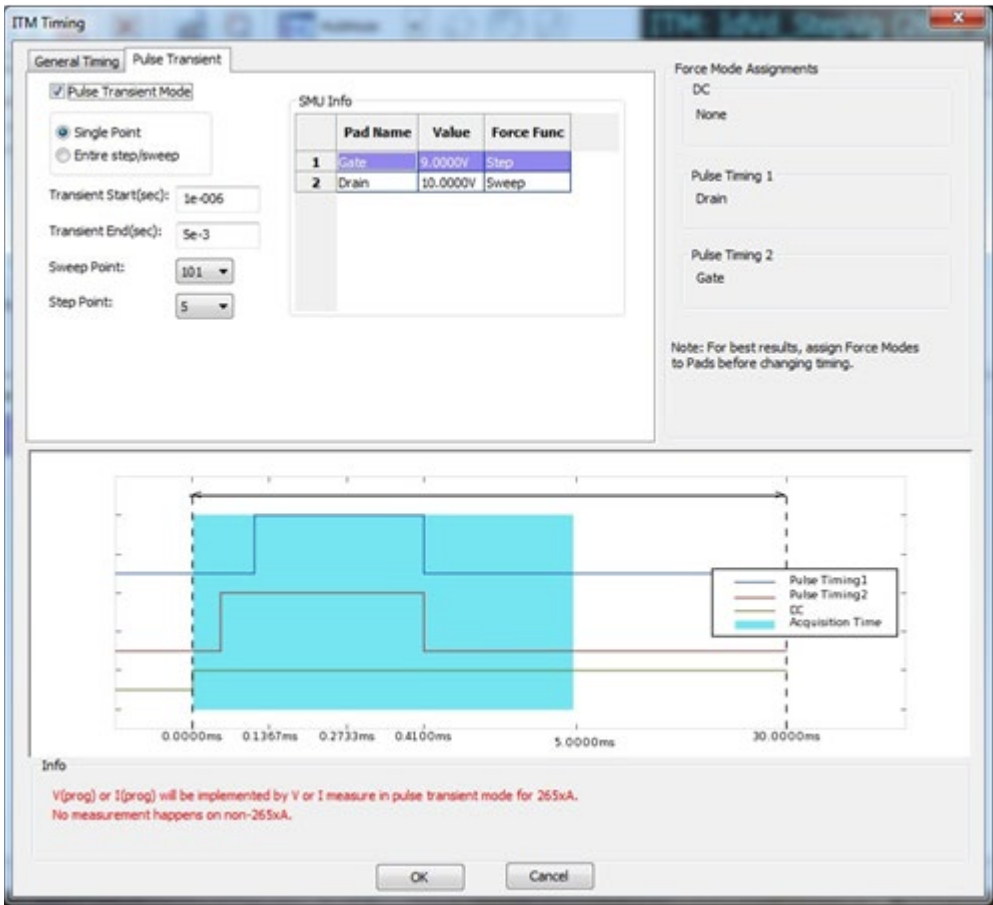 ITM Timing
General Timing
Pulse Transient
Pulse Transient Mode
Single Point
Entire step/sweep
Transient Start(sec): 1e-006
Transient End(sec): 5e-3
Sweep Point: 101
Step Point: 5
SMU Info
Pad Name Value Force Func
1 Gate 9.0000V Step
2 Drain 10.0000V Sweep
Force Mode Assignments
DC
None
Pulse Timing 1
Drain
Pulse Timing 2
Gate
Note: For best results, assign Force Modes
to Pads before changing timing.
Pulse Timing1
Pulse Timing2
DC
Acquisition Time
0.0000ms 0.1367ms 0.2733ms 0.4100ms 5.0000ms 30.0000ms
Info
V(prog) or I(prog) will be implemented by V or I measure in pulse transient mode for 265xA.
No measurement happens on non-265xA.
OK
Cancel